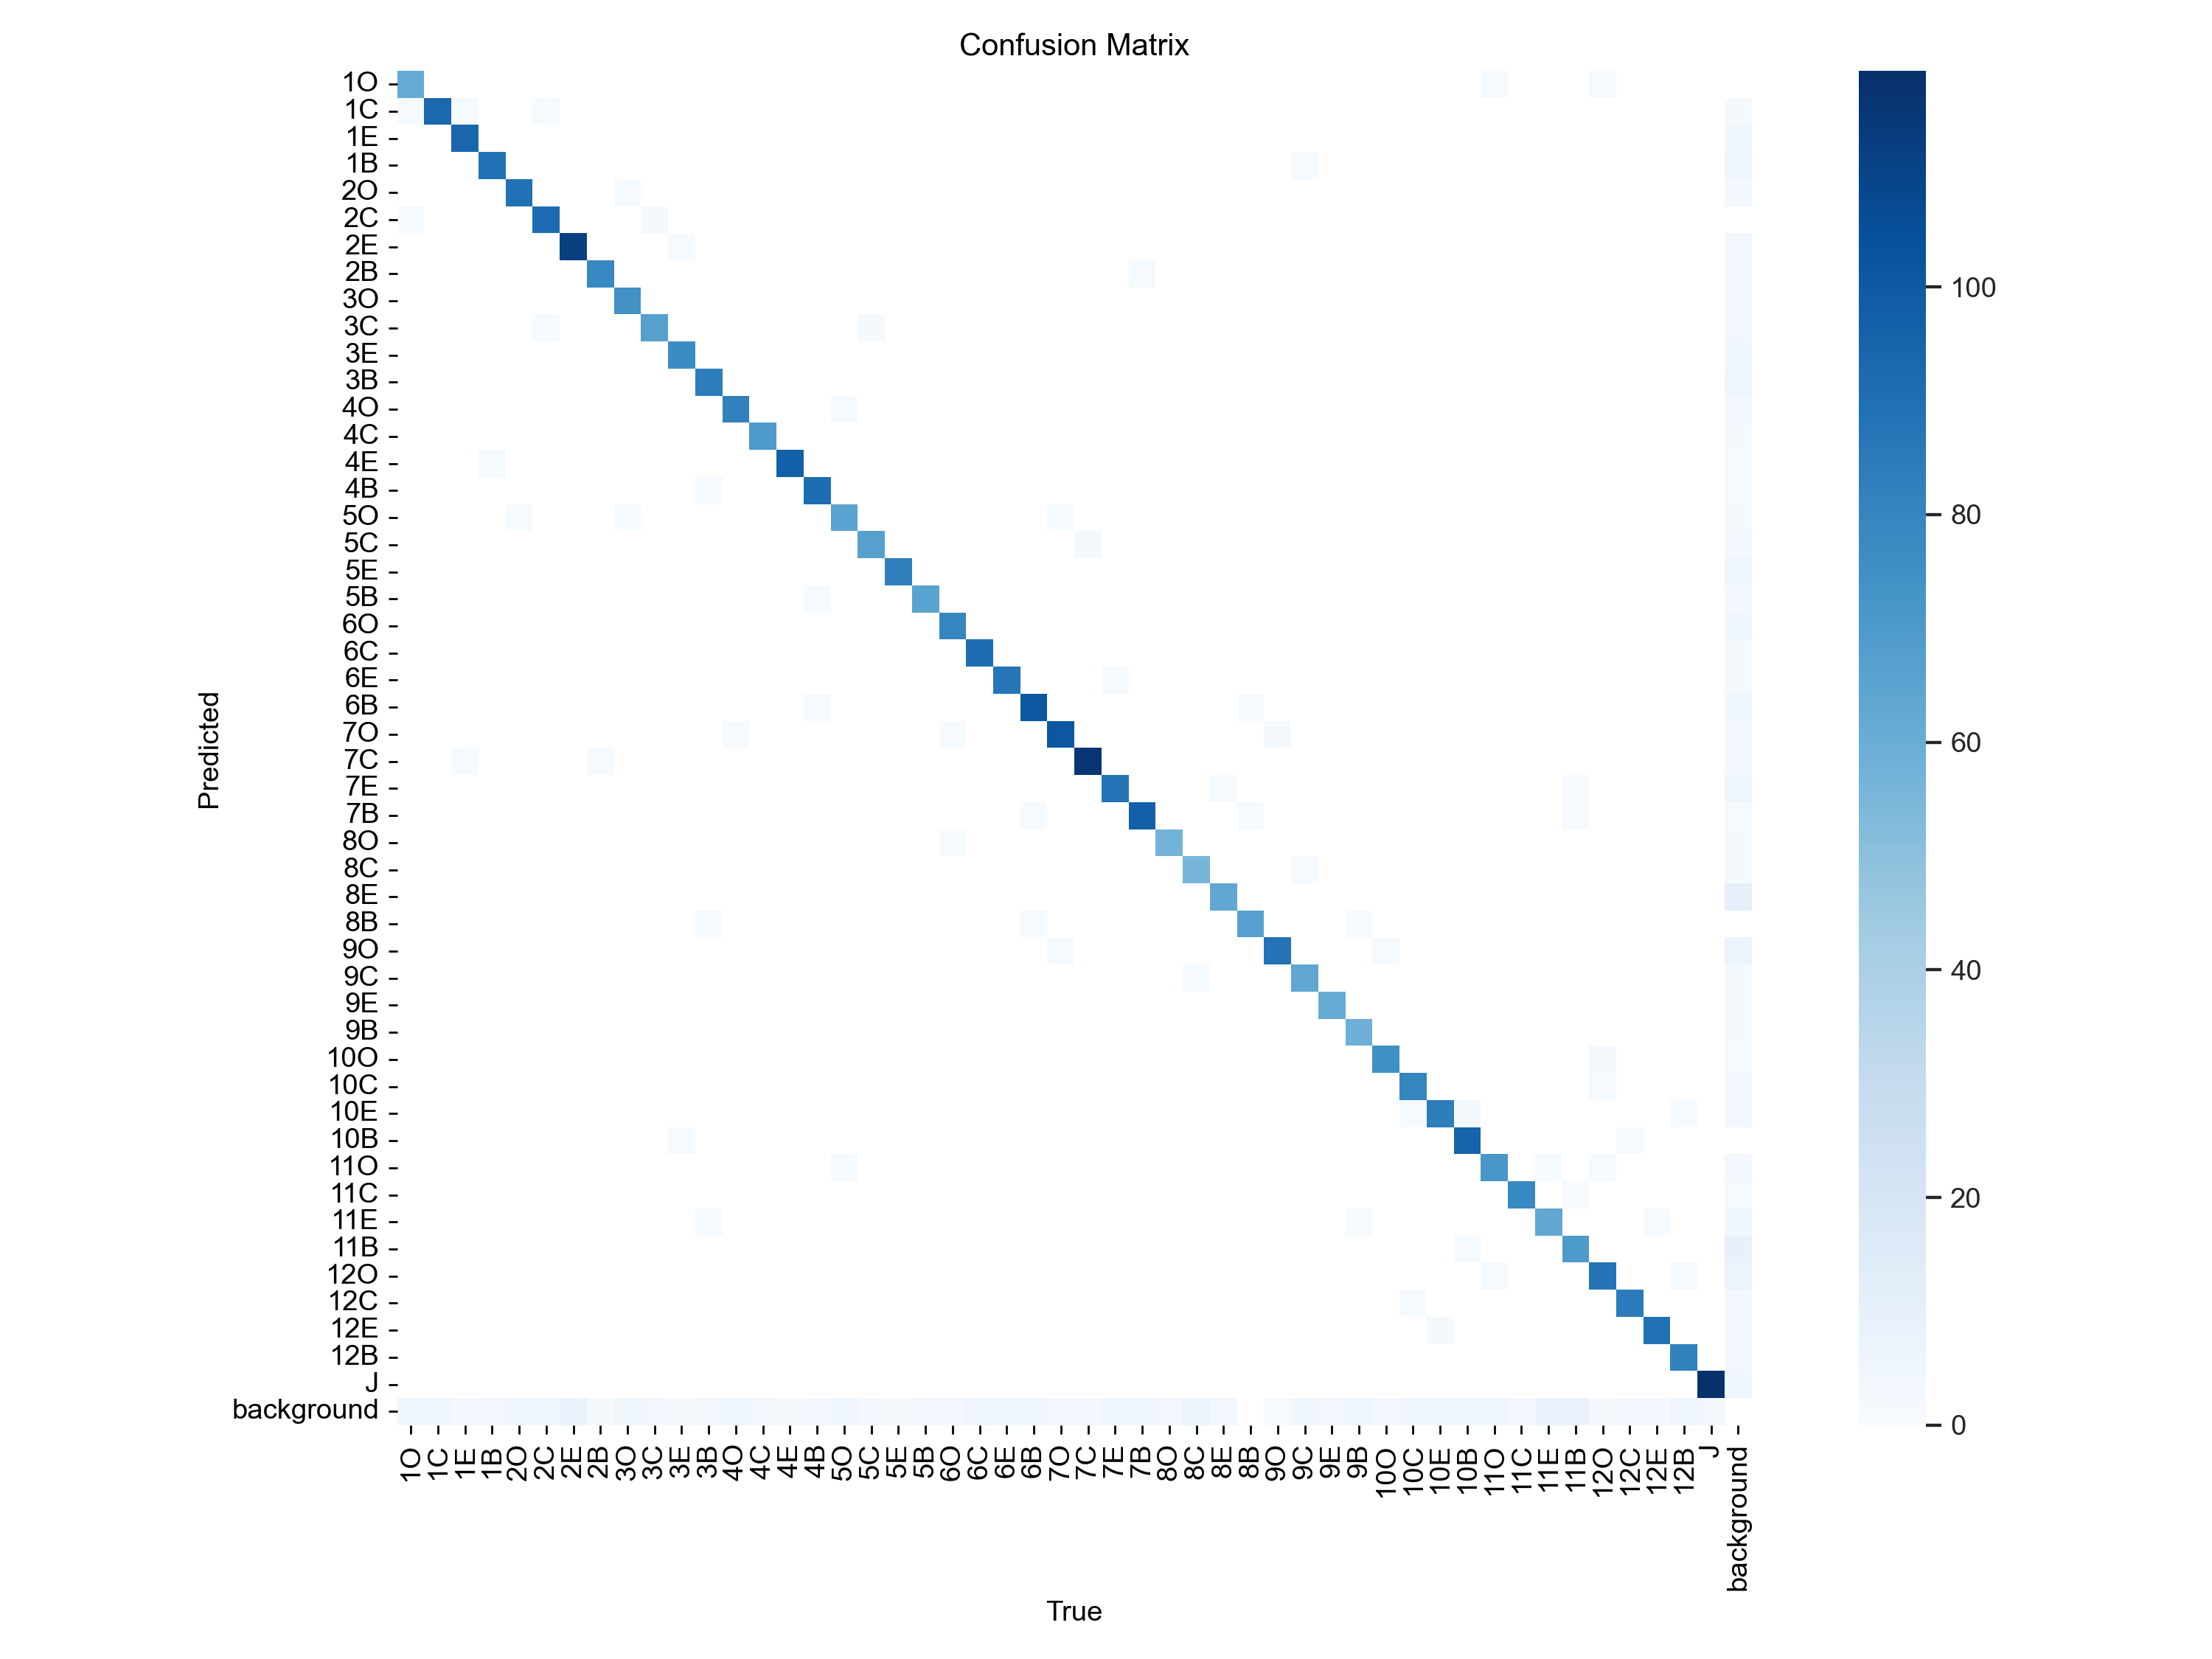 Confusion Matrix
1O
1C
1E
1B
2O
2C
2E
2B
3O
3C
3E
3B
4O
4C
4E
4B
5O
5C
5E
5B
6O
6C
6E
6B
7O
7C
7E
7B
8O
8C
8E
8B
9O
9C
9E
9B
10O
10C
10E
10B
11O
11C
11E
11B
12O
12C
12E
12B
J
background
Predicted
1O 1C 1E 1B 2O 2C 2E 2B 3O 3C 3E 3B 4O 4C 4E 4B 5O 5C 5E 5B 6O 6C 6E 6B 7O 7C 7E 7B 8O 8C 8E 8B 9O 9C 9E 9B 10O 10C 10E 10B 11O 11C 11E 11B 12O 12C 12E 12B J background
True
100
80
60
40
20
0